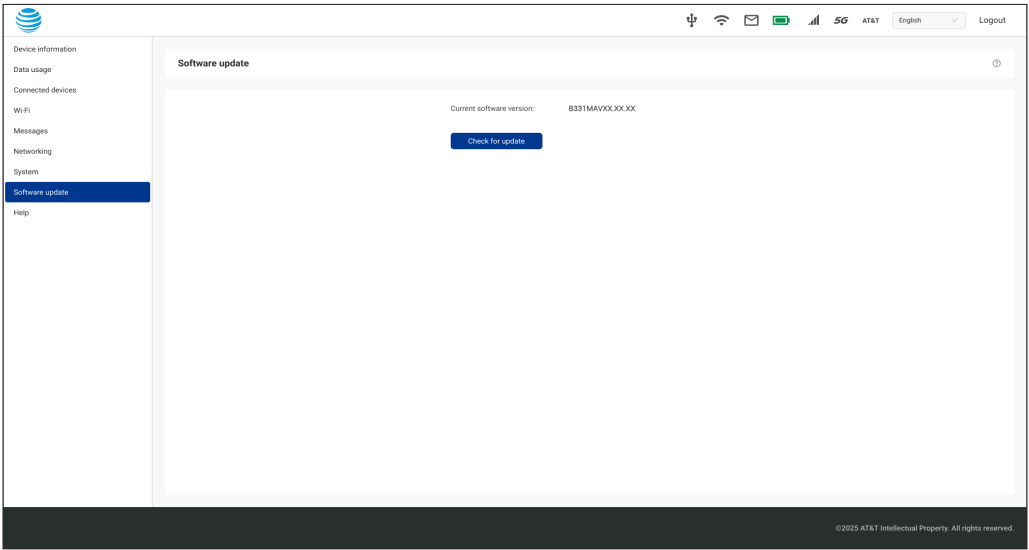 5G AT&T English Logout
Device information
Data usage
Connected devices
Wi-Fi
Messages
Networking
System
Software update
Help
Software update
Current software version: B331MAVXX.XX.XX
Check for update
©2025 AT&T Intellectual Property. All rights reserved.